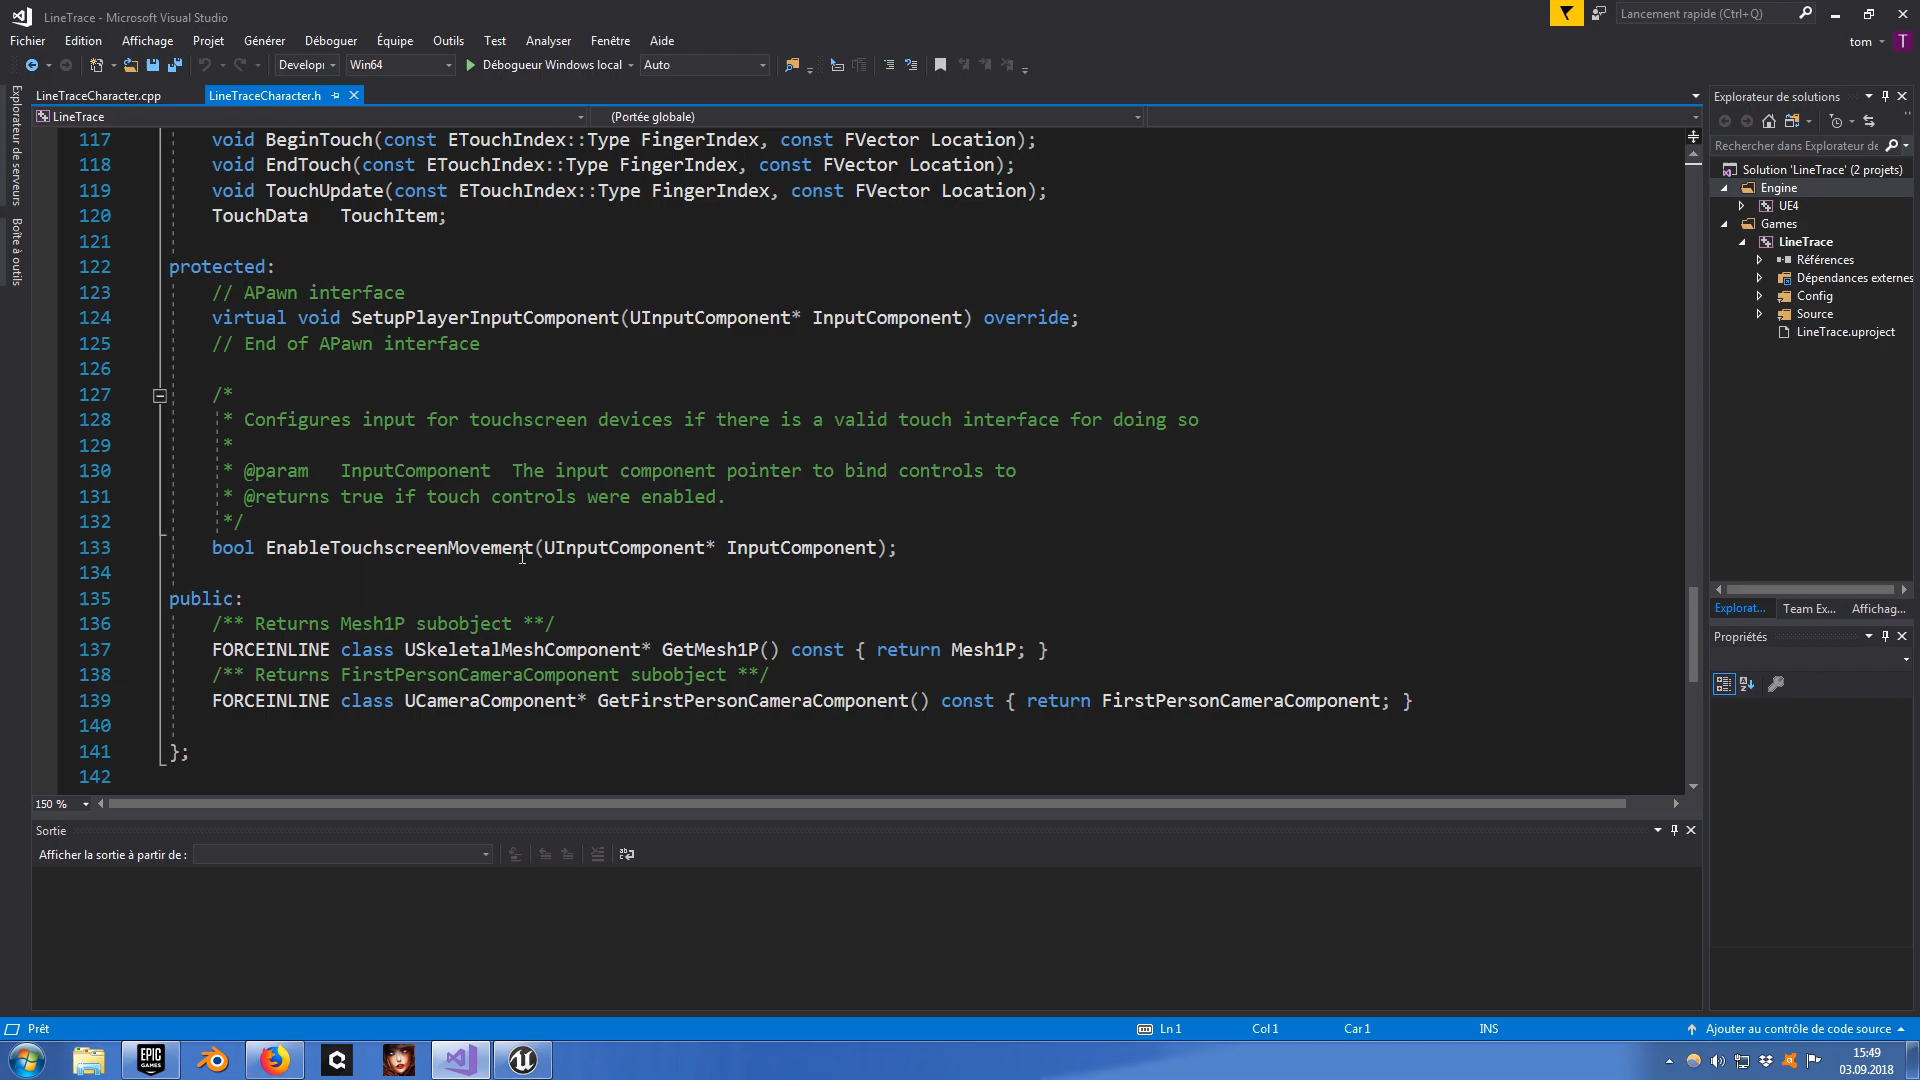 LineTrace - Microsoft Visual Studio
Lancement rapide (Ctrl+Q)
Fichier Edition Affichage Projet Générer Déboguer Équipe Outils Test Analyser Fenêtre Aide
tom T
Develop Win64 Débogueur Windows local Auto
LineTraceCharacter.cpp LineTraceCharacter.h
LineTrace (Portée globale)
Explorateur de serveurs
Boîte à outils
117 void BeginTouch(const ETouchIndex::Type FingerIndex, const FVector Location);
118 void EndTouch(const ETouchIndex::Type FingerIndex, const FVector Location);
119 void TouchUpdate(const ETouchIndex::Type FingerIndex, const FVector Location);
120 TouchData TouchItem;
121
122 protected:
123 // APawn interface
124 virtual void SetupPlayerInputComponent(UInputComponent* InputComponent) override;
125 // End of APawn interface
126
127 /*
128 * Configures input for touchscreen devices if there is a valid touch interface for doing so
129 *
130 * @param InputComponent The input component pointer to bind controls to
131 * @returns true if touch controls were enabled.
132 */
133 bool EnableTouchscreenMovement(UInputComponent* InputComponent);
134
135 public:
136 /** Returns Mesh1P subobject **/
137 FORCEINLINE class USkeletalMeshComponent* GetMesh1P() const { return Mesh1P; }
138 /** Returns FirstPersonCameraComponent subobject **/
139 FORCEINLINE class UCameraComponent* GetFirstPersonCameraComponent() const { return FirstPersonCameraComponent; }
140
141 };
142
150 %
Sortie
Afficher la sortie à partir de :
Explorateur de solutions
Rechercher dans Explorateur de
Solution 'LineTrace' (2 projets)
Engine
UE4
Games
LineTrace
Références
Dépendances externes
Config
Source
LineTrace.uproject
Explorat... Team Ex... Affichag...
Propriétés
Prêt Ln 1 Col 1 Car 1 INS Ajouter au contrôle de code source
EPIC GAMES
15:49
03.09.2018